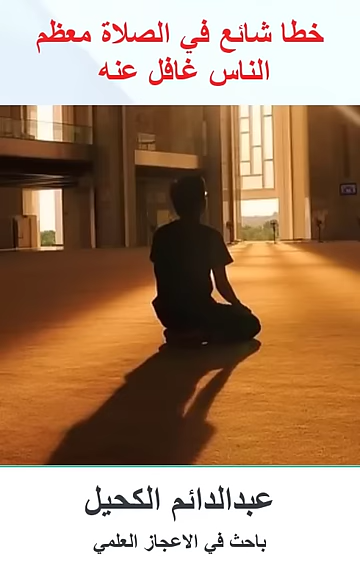 خطا شائع في الصلاة معظم
الناس غافل عنه
عبدالدائم الكحيل
باحث في الاعجاز العلمي